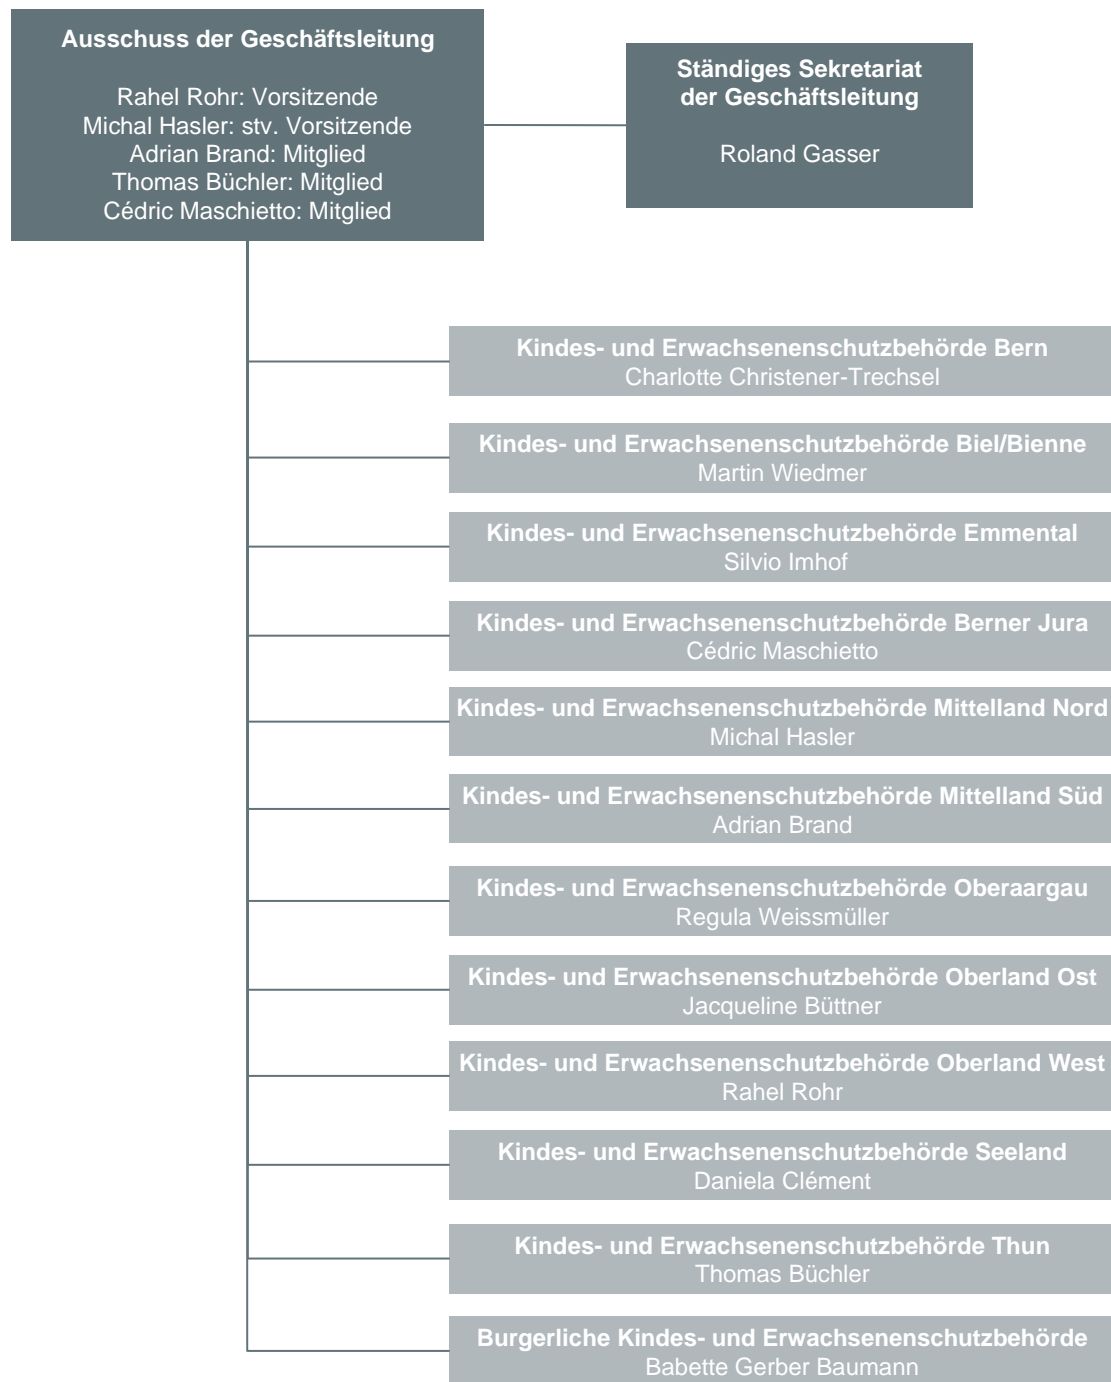 Ausschuss der Geschäftsleitung
Rahel Rohr: Vorsitzende
Michal Hasler: stv. Vorsitzende
Adrian Brand: Mitglied
Thomas Büchler: Mitglied
Cédric Maschietto: Mitglied
Ständiges Sekretariat
der Geschäftsleitung
Roland Gasser
Kindes- und Erwachsenenschutzbehörde Bern
Charlotte Christener-Trechsel
Kindes- und Erwachsenenschutzbehörde Biel/Bienne
Martin Wiedmer
Kindes- und Erwachsenenschutzbehörde Emmental
Silvio Imhof
Kindes- und Erwachsenenschutzbehörde Berner Jura
Cédric Maschietto
Kindes- und Erwachsenenschutzbehörde Mittelland Nord
Michal Hasler
Kindes- und Erwachsenenschutzbehörde Mittelland Süd
Adrian Brand
Kindes- und Erwachsenenschutzbehörde Oberaargau
Regula Weissmüller
Kindes- und Erwachsenenschutzbehörde Oberland Ost
Jacqueline Büttner
Kindes- und Erwachsenenschutzbehörde Oberland West
Rahel Rohr
Kindes- und Erwachsenenschutzbehörde Seeland
Daniela Clément
Kindes- und Erwachsenenschutzbehörde Thun
Thomas Büchler
Burgerliche Kindes- und Erwachsenenschutzbehörde
Babette Gerber Baumann